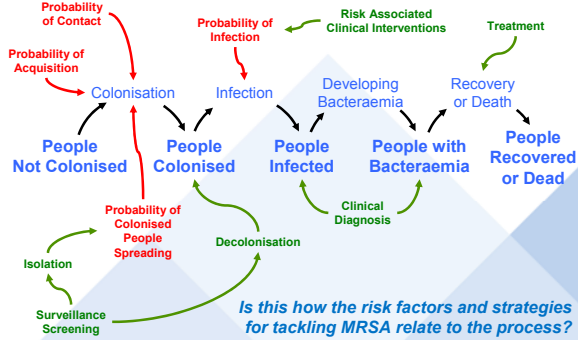 Probability
of Contact
Probability
of Infection
Risk Associated
Clinical Interventions
Treatment
Probability
of Acquisition
Colonisation
Infection
Developing
Bacteraemia
Recovery
or Death
People
Not Colonised
People
Colonised
People
Infected
People with
Bacteraemia
People
Recovered
or Dead
Probability of
Colonised
People
Spreading
Decolonisation
Clinical
Diagnosis
Isolation
Surveillance
Screening
Is this how the risk factors and strategies
for tackling MRSA relate to the process?